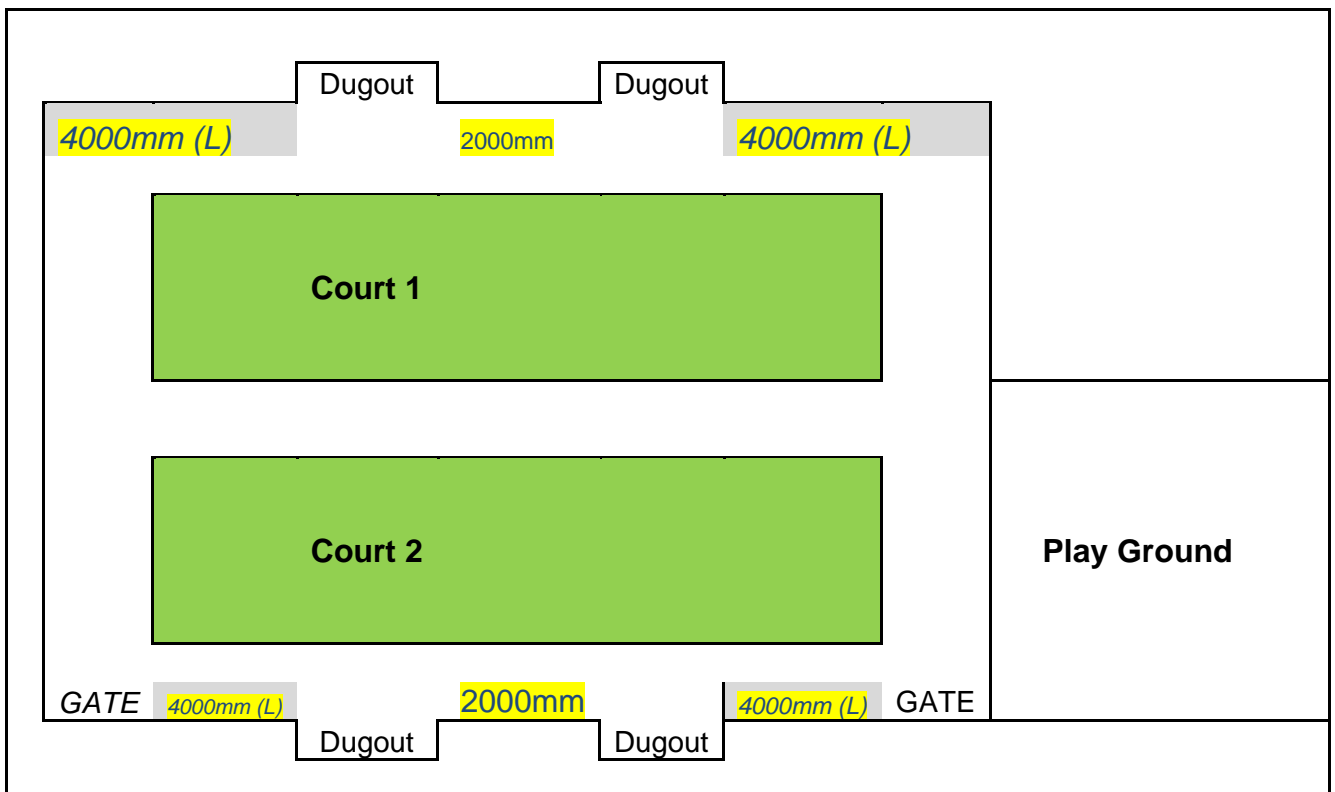 Dugout Dugout
4000mm (L) 2000mm 4000mm (L)
Court 1
Court 2 Play Ground
GATE 4000mm (L) 2000mm 4000mm (L) GATE
Dugout Dugout